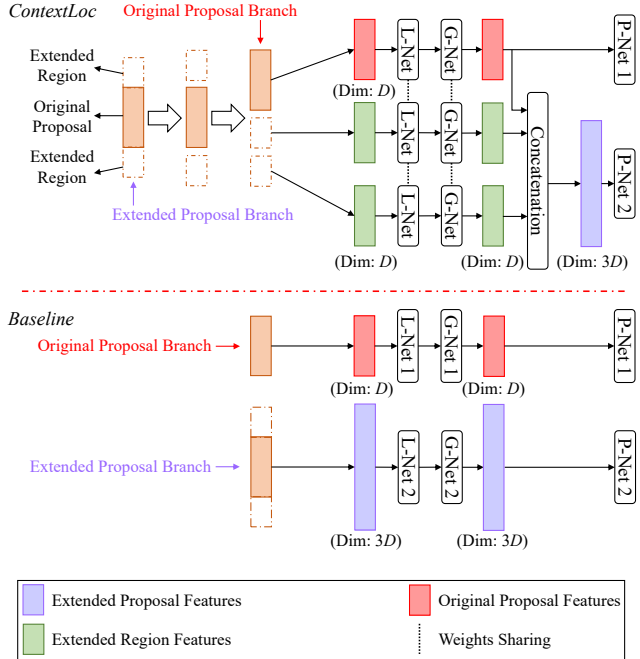 ContextLoc
Original Proposal Branch
Extended
Region
Original
Proposal
Extended
Region
Extended Proposal Branch
(Dim: D)
L-Net
G-Net
P-Net 1
L-Net
G-Net
L-Net
G-Net
Concatenation
P-Net 2
(Dim: D)
(Dim: D)
(Dim: 3D)
Baseline
Original Proposal Branch
L-Net 1
G-Net 1
P-Net 1
(Dim: D)
(Dim: D)
Extended Proposal Branch
L-Net 2
G-Net 2
P-Net 2
(Dim: 3D)
(Dim: 3D)
Extended Proposal Features
Original Proposal Features
Extended Region Features
Weights Sharing